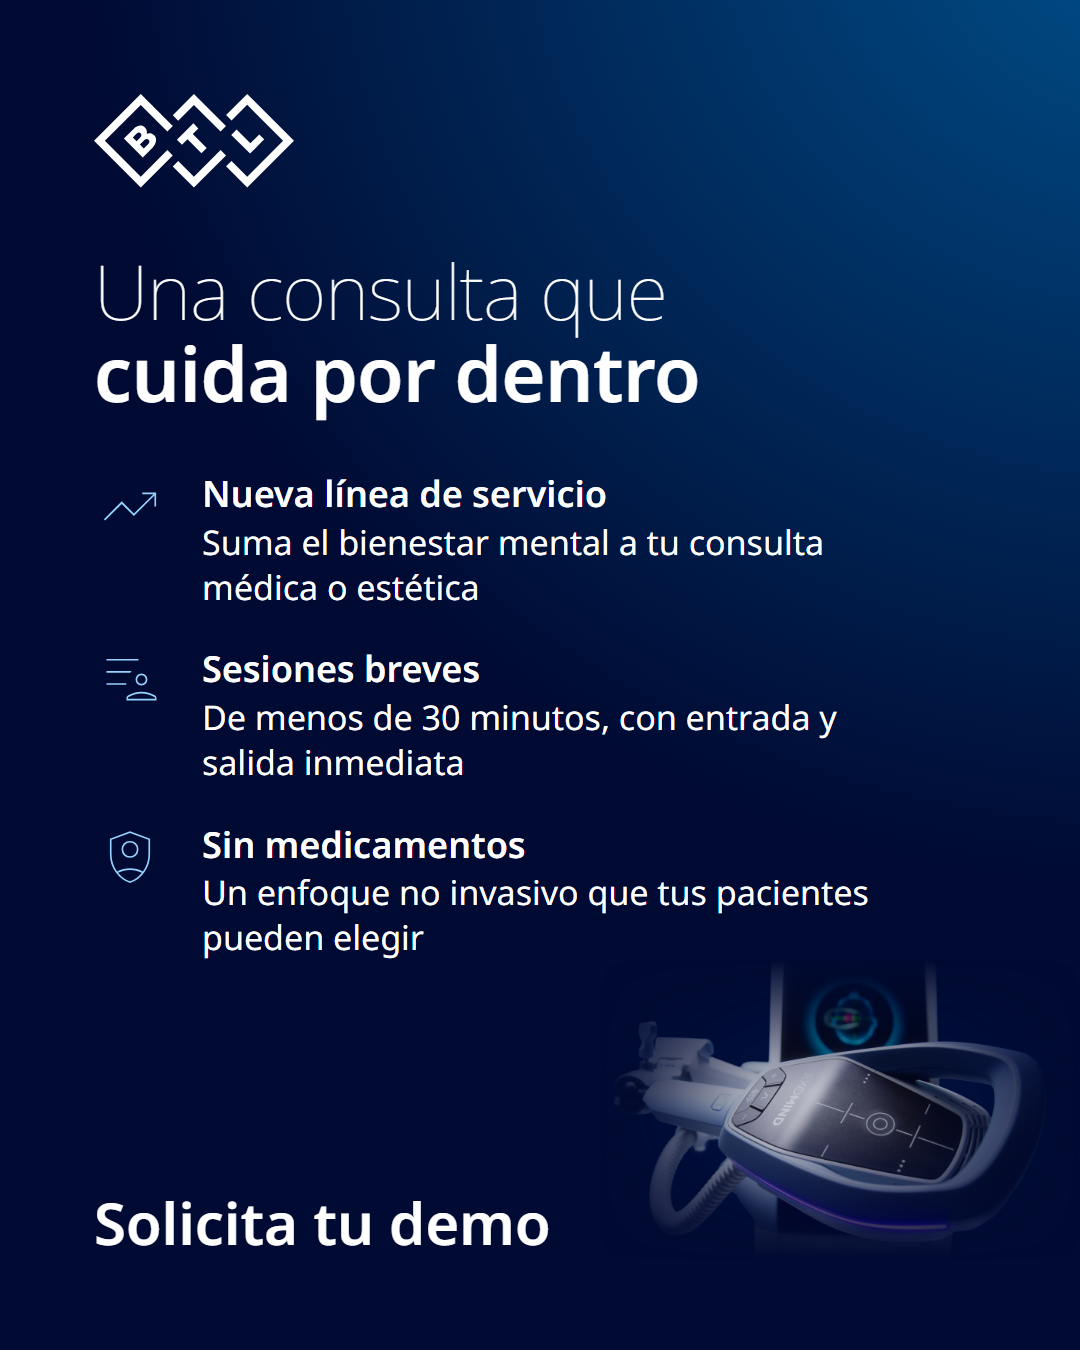 BTL
Una consulta que
cuida por dentro
Nueva línea de servicio
Suma el bienestar mental a tu consulta
médica o estética
Sesiones breves
De menos de 30 minutos, con entrada y
salida inmediata
Sin medicamentos
Un enfoque no invasivo que tus pacientes
pueden elegir
EXOMIND
Solicita tu demo